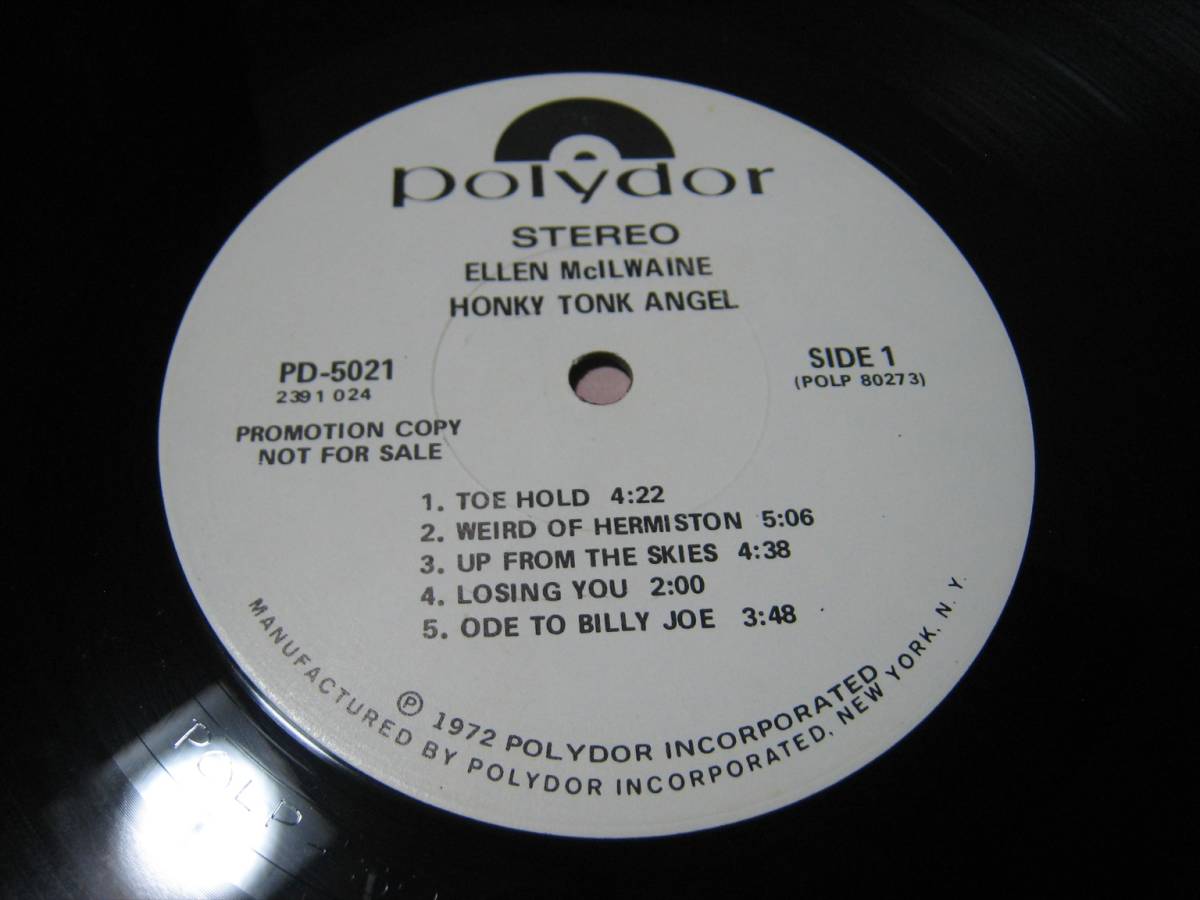 polydor
STEREO
ELLEN McILWAINE
HONKY TONK ANGEL
PD-5021
2391 024
SIDE 1
(POLP 80273)
PROMOTION COPY
NOT FOR SALE
1. TOE HOLD 4:22
2. WEIRD OF HERMISTON 5:06
3. UP FROM THE SKIES 4:38
4. LOSING YOU 2:00
5. ODE TO BILLY JOE 3:48
℗ 1972 POLYDOR INCORPORATED
MANUFACTURED BY POLYDOR INCORPORATED, NEW YORK, N. Y.
POLP -